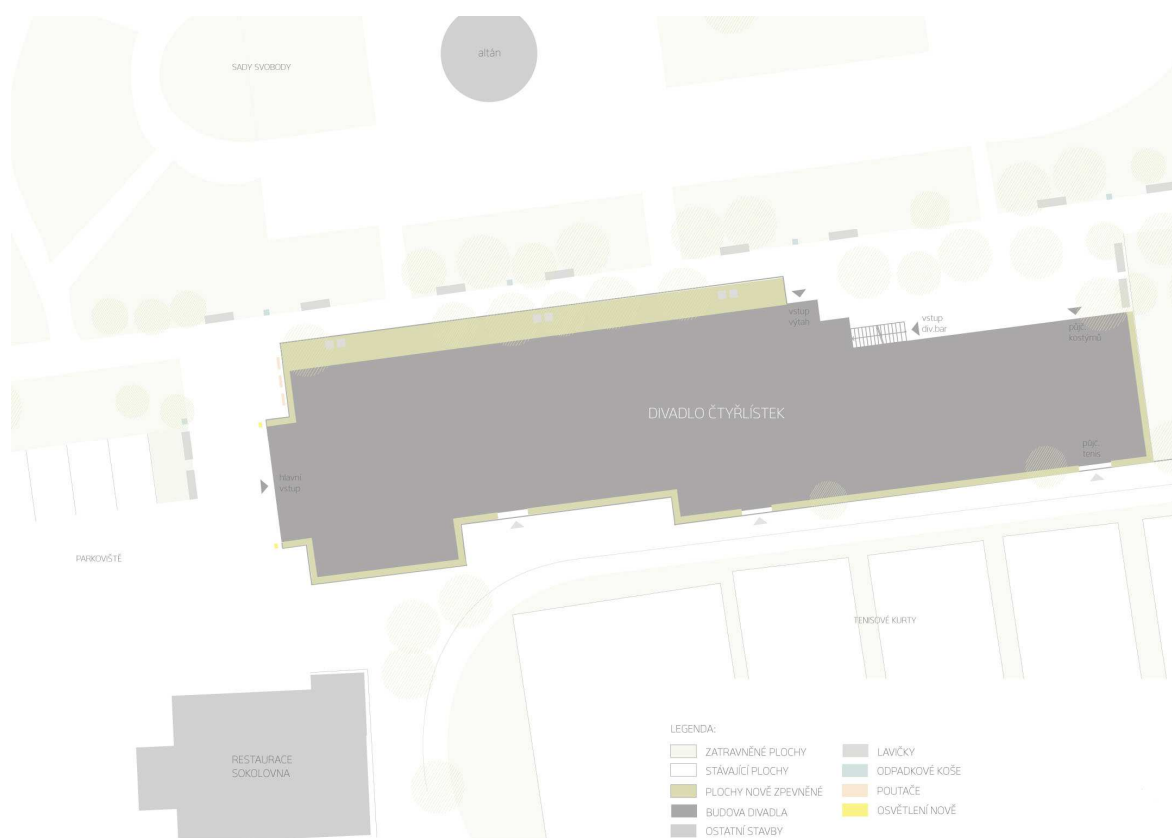 altán
SADY SVOBODY
vstup
výtah
vstup
div.bar
půjč.
kostýmů
DIVADLO ČTYŘLÍSTEK
půjč.
tenis
hlavní
vstup
PARKOVIŠTĚ
TENISOVÉ KURTY
RESTAURACE
SOKOLOVNA
LEGENDA:
ZATRAVNĚNÉ PLOCHY
STÁVAJÍCÍ PLOCHY
PLOCHY NOVĚ ZPEVNĚNÉ
BUDOVA DIVADLA
OSTATNÍ STAVBY
LAVIČKY
ODPADKOVÉ KOŠE
POUTAČE
OSVĚTLENÍ NOVĚ